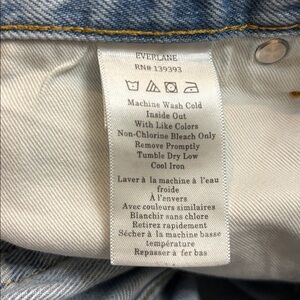 EVERLANE
RN# 139393
Machine Wash Cold
Inside Out
With Like Colors
Non-Chlorine Bleach Only
Remove Promptly
Tumble Dry Low
Cool Iron
Laver à la machine à l'eau
froide
À l'envers
Avec couleurs similaires
Blanchir sans chlore
Retirez rapidement
Sécher à la machine basse
température
Repasser à fer bas